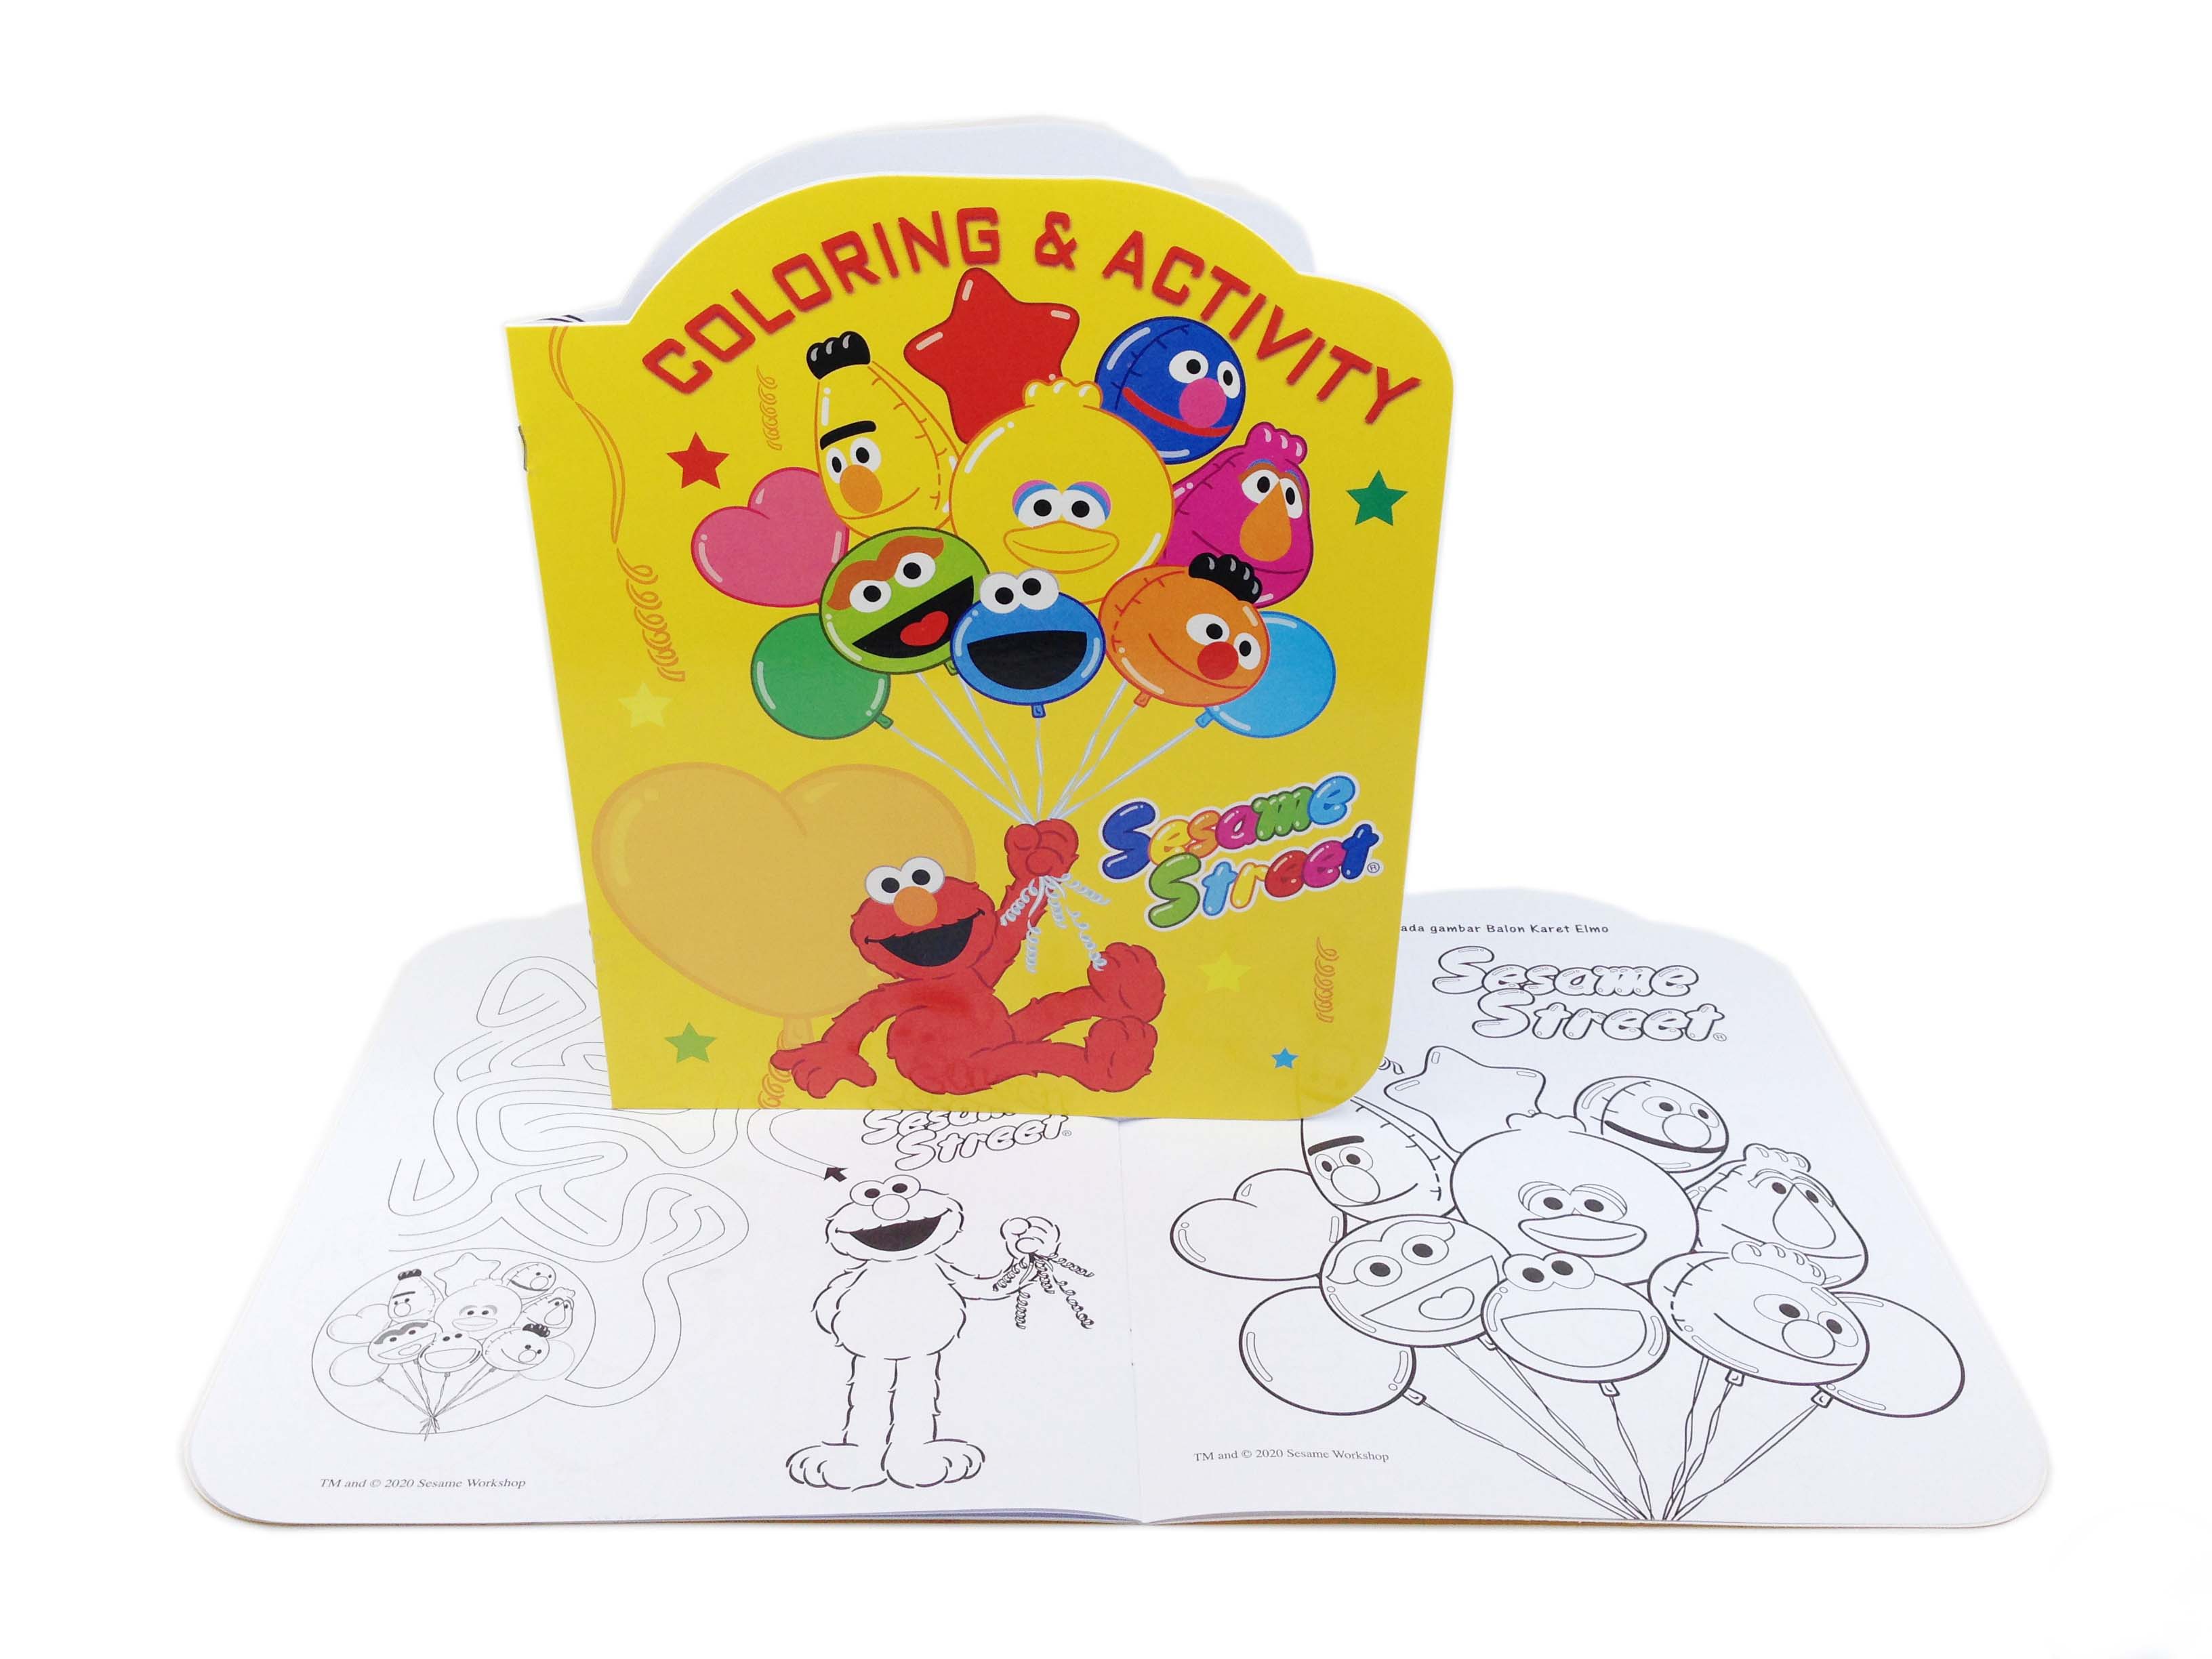 COLORING & ACTIVITY
Sesame
Street®
gambar Balon Karet Elmo
Sesame
Street®
Sesame
Street®
TM and © 2020 Sesame Workshop
TM and © 2020 Sesame Workshop